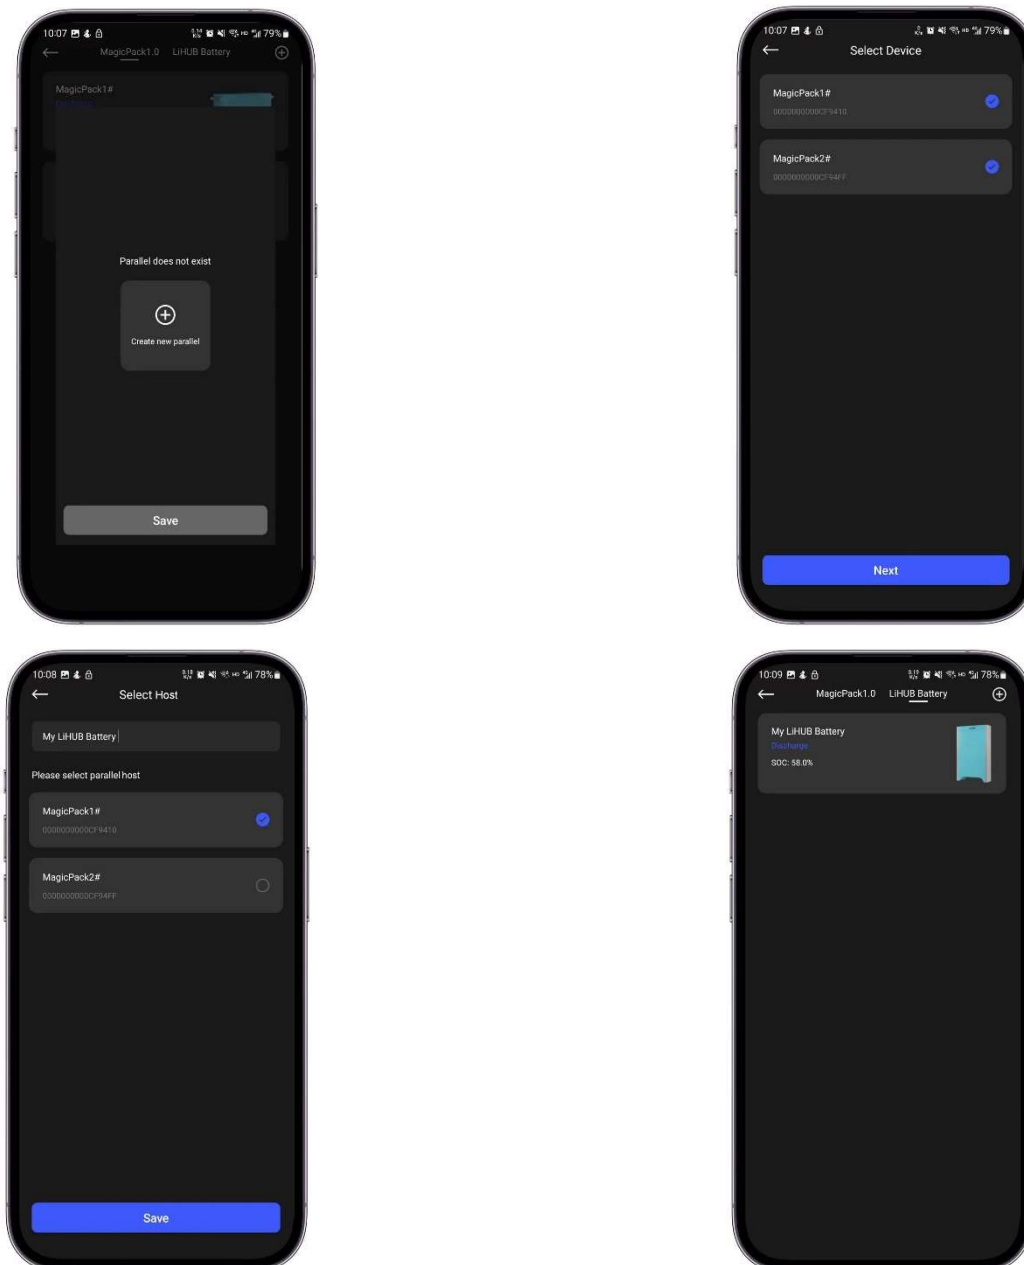 10:07
79%
MagicPack1.0 LiHUB Battery
MagicPack1#
Parallel does not exist
Create new parallel
Save
10:07
79%
Select Device
MagicPack1#
0000000000CF9410
MagicPack2#
0000000000CF94FF
Next
10:08
78%
Select Host
My LiHUB Battery
Please select parallel host
MagicPack1#
0000000000CF9410
MagicPack2#
0000000000CF94FF
Save
10:09
78%
MagicPack1.0 LiHUB Battery
My LiHUB Battery
Discharge
SOC: 58.0%